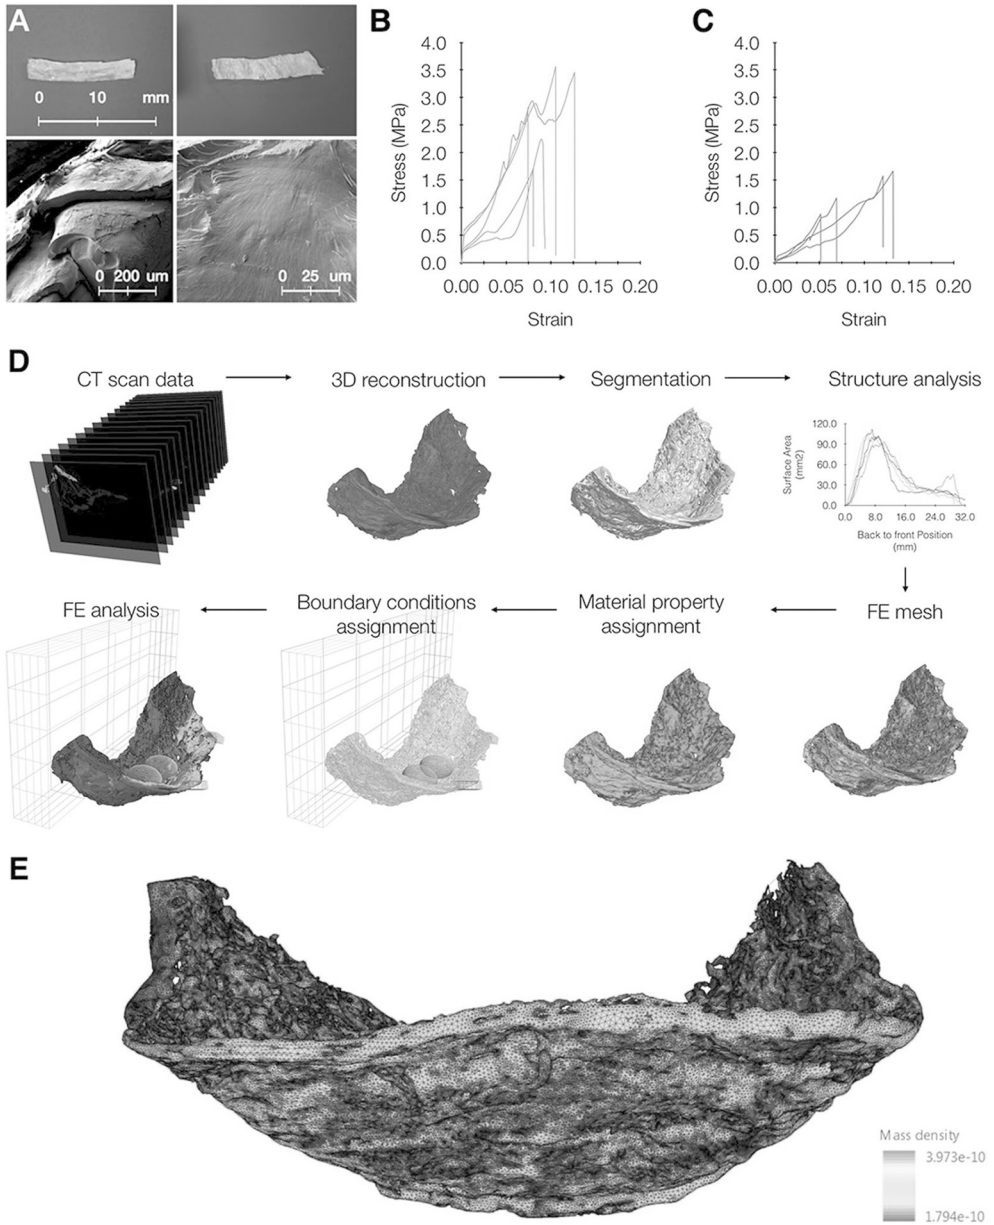 A
0 10 mm
0 200 um
0 25 um
B
4.0
3.5
3.0
2.5
2.0
1.5
1.0
0.5
0.0
Stress (MPa)
0.00 0.05 0.10 0.15 0.20
Strain
C
4.0
3.5
3.0
2.5
2.0
1.5
1.0
0.5
0.0
Stress (MPa)
0.00 0.05 0.10 0.15 0.20
Strain
D
CT scan data
3D reconstruction
Segmentation
Structure analysis
Surface Area
(mm2)
120.0
90.0
60.0
30.0
0.0
0.0 8.0 16.0 24.0 32.0
Back to front Position
(mm)
FE analysis
Boundary conditions
assignment
Material property
assignment
FE mesh
E
Mass density
3.973e-10
1.794e-10